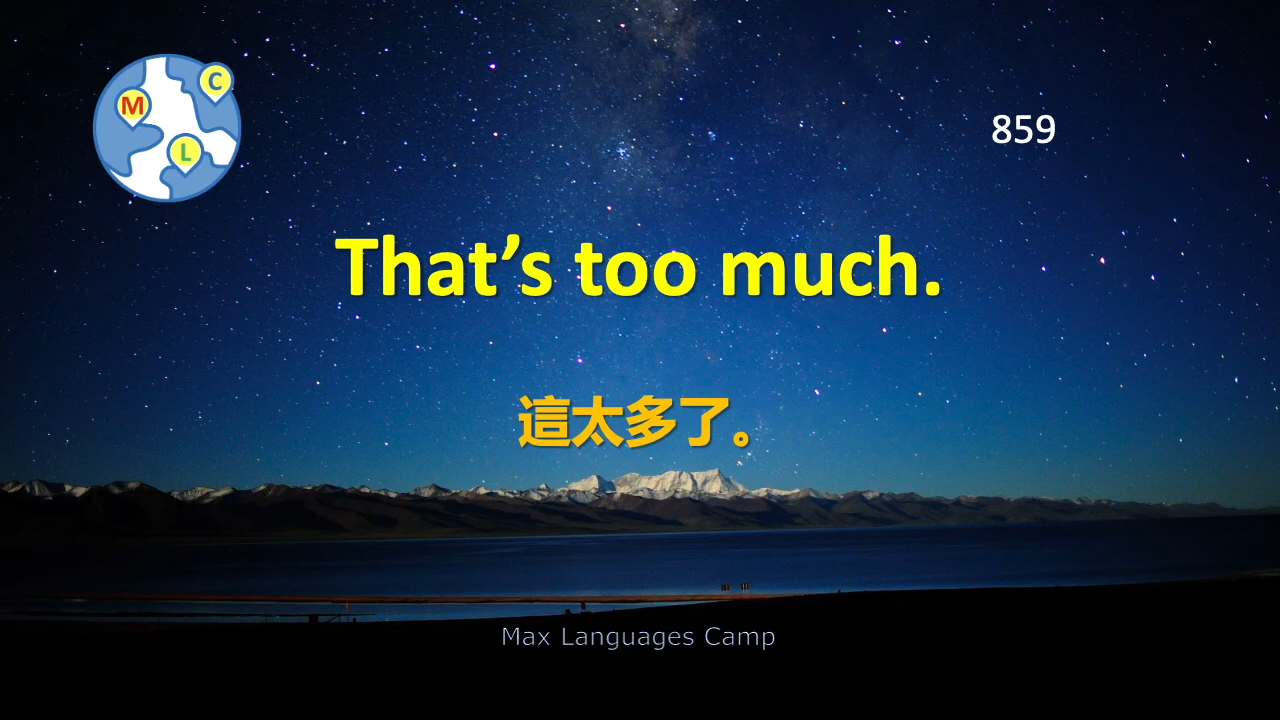 M
C
L
859
That’s too much.
這太多了。
Max Languages Camp